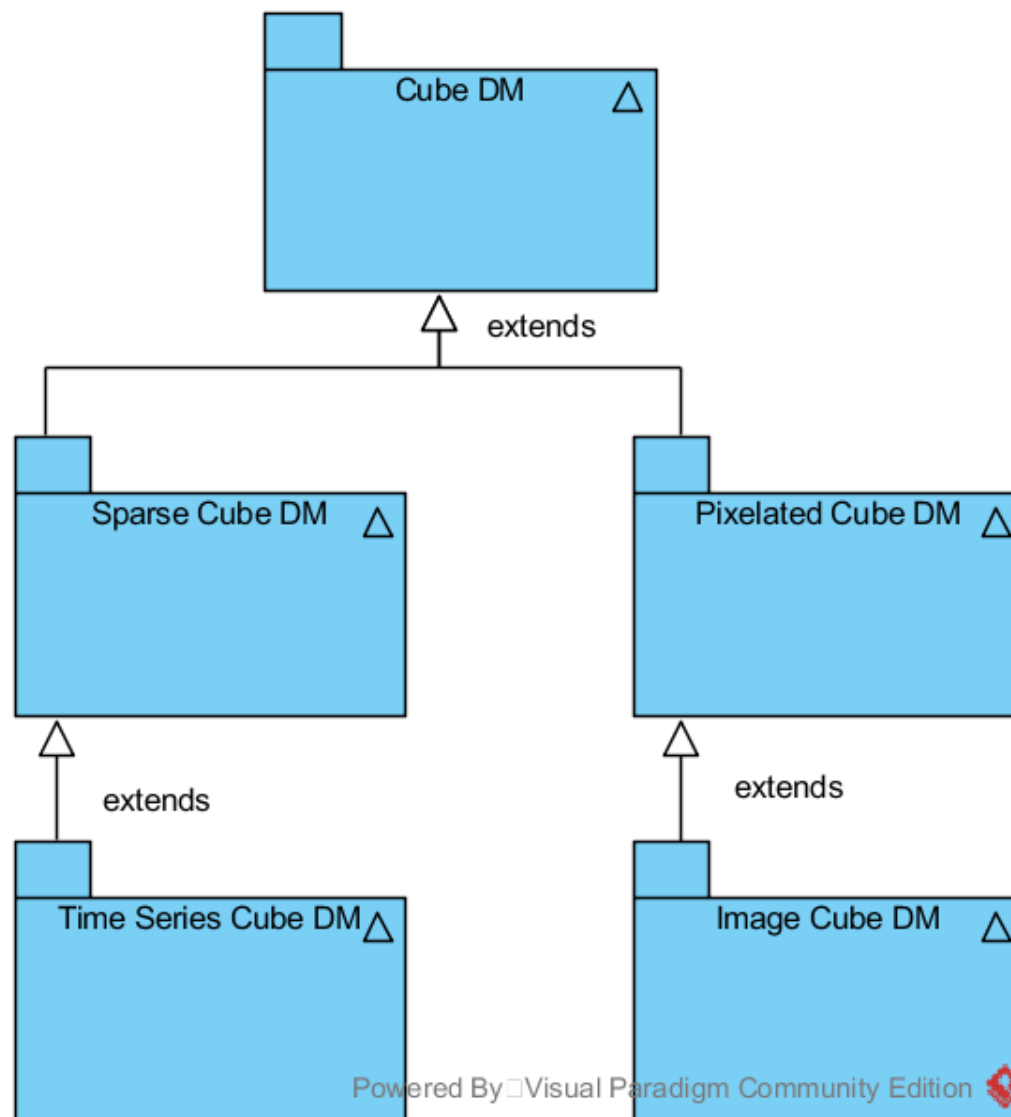 Cube DM
extends
Sparse Cube DM
Pixelated Cube DM
extends
extends
Time Series Cube DM
Image Cube DM
Powered By Visual Paradigm Community Edition